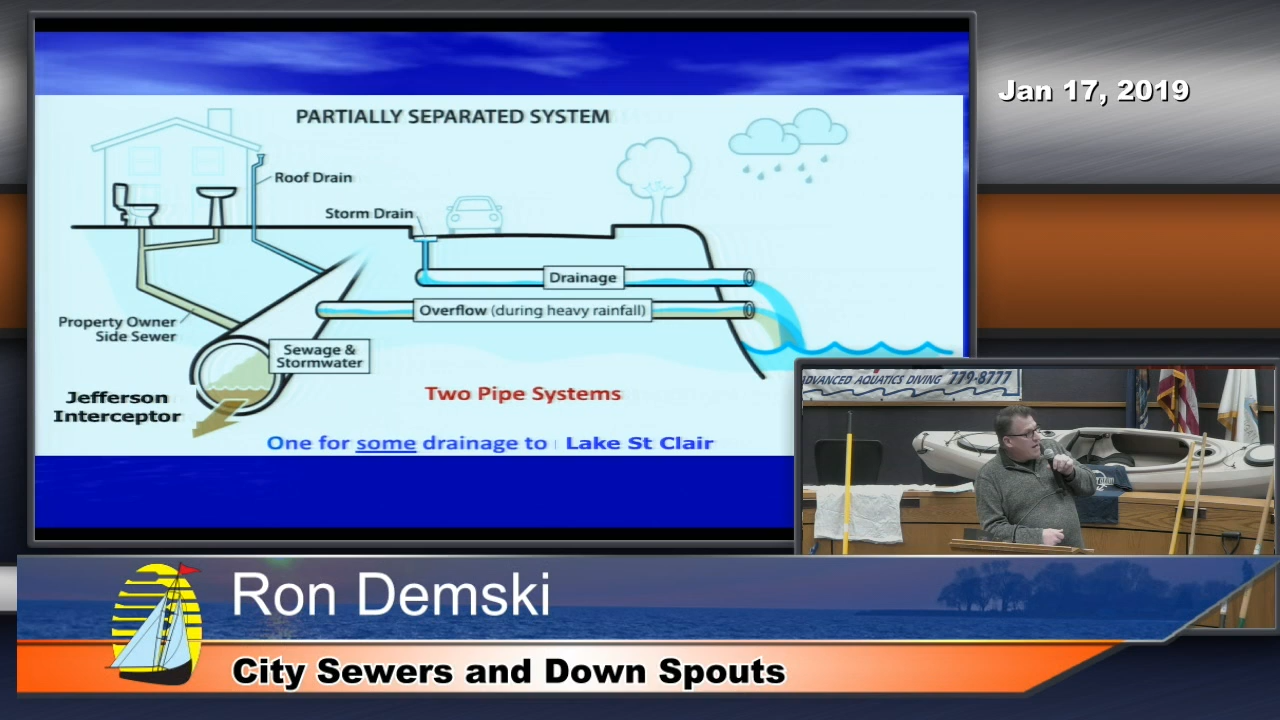 PARTIALLY SEPARATED SYSTEM
Jan 17, 2019
Roof Drain
Storm Drain
Drainage
Overflow (during heavy rainfall)
Property Owner
Side Sewer
Sewage &
Stormwater
Jefferson
Interceptor
Two Pipe Systems
One for some drainage to Lake St Clair
ADVANCED AQUATICS DIVING 779-8777
Ron Demski
City Sewers and Down Spouts